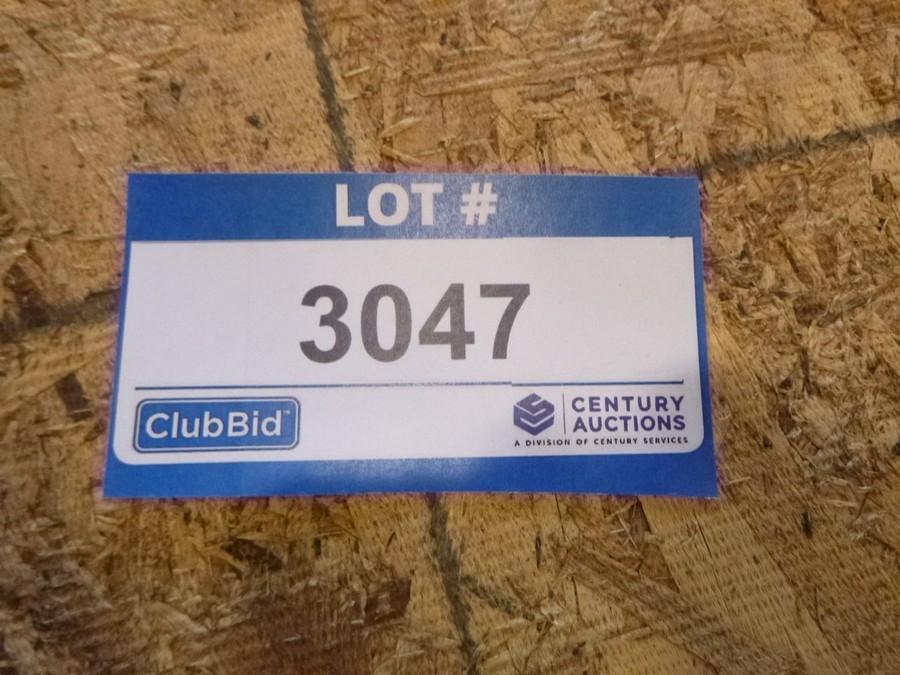 LOT #
3047
ClubBid™
CENTURY
AUCTIONS
A DIVISION OF CENTURY SERVICES